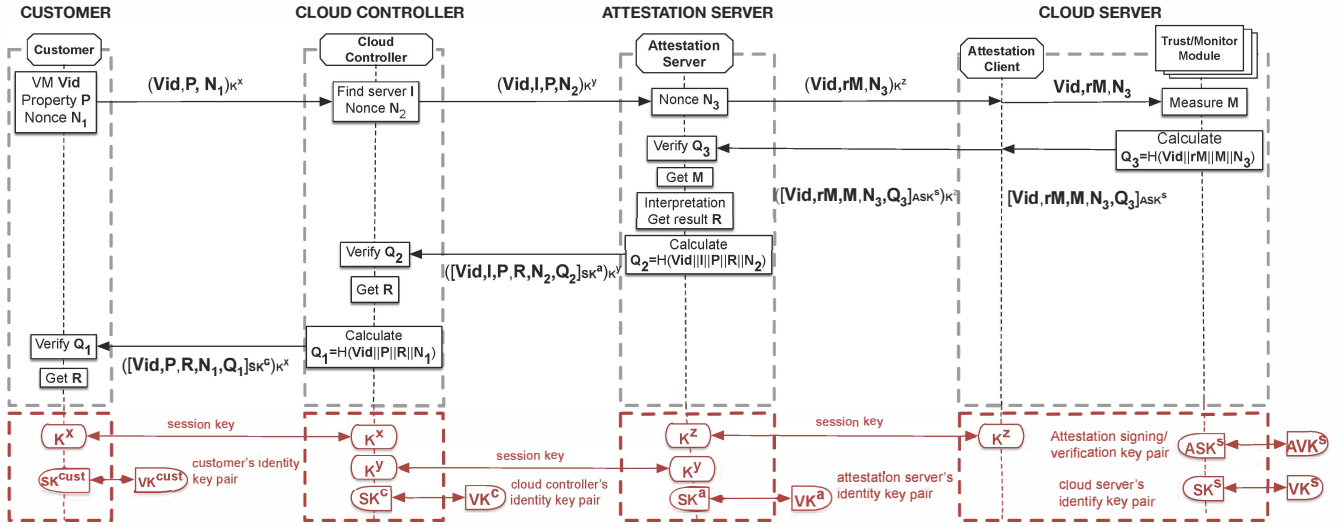 CUSTOMER
CLOUD CONTROLLER
ATTESTATION SERVER
CLOUD SERVER
Customer
Cloud
Controller
Attestation
Server
Attestation
Client
Trust/Monitor
Module
VM Vid
Property P
Nonce N1
(Vid,P, N1)Kx
Find server I
Nonce N2
(Vid,I,P,N2)Ky
Nonce N3
(Vid,rM,N3)Kz
Vid,rM,N3
Measure M
Verify Q3
Calculate
Q3=H(Vid||rM||M||N3)
Get M
([Vid,rM,M,N3,Q3]ASKs)Kz
[Vid,rM,M,N3,Q3]ASKs
Interpretation
Get result R
Verify Q2
Calculate
Q2=H(Vid||I||P||R||N2)
([Vid,I,P,R,N2,Q2]SKa)Ky
Get R
Verify Q1
Calculate
Q1=H(Vid||P||R||N1)
([Vid,P,R,N1,Q1]SKc)Kx
Get R
Kx
session key
Kx
Kz
session key
Kz
Attestation signing/
verification key pair
ASKs
AVKs
Ky
session key
Ky
SKcust
VKcust
customer's identity
key pair
SKc
VKc
cloud controller's
identity key pair
SKa
VKa
attestation server's
identity key pair
cloud server's
identify key pair
SKs
VKs